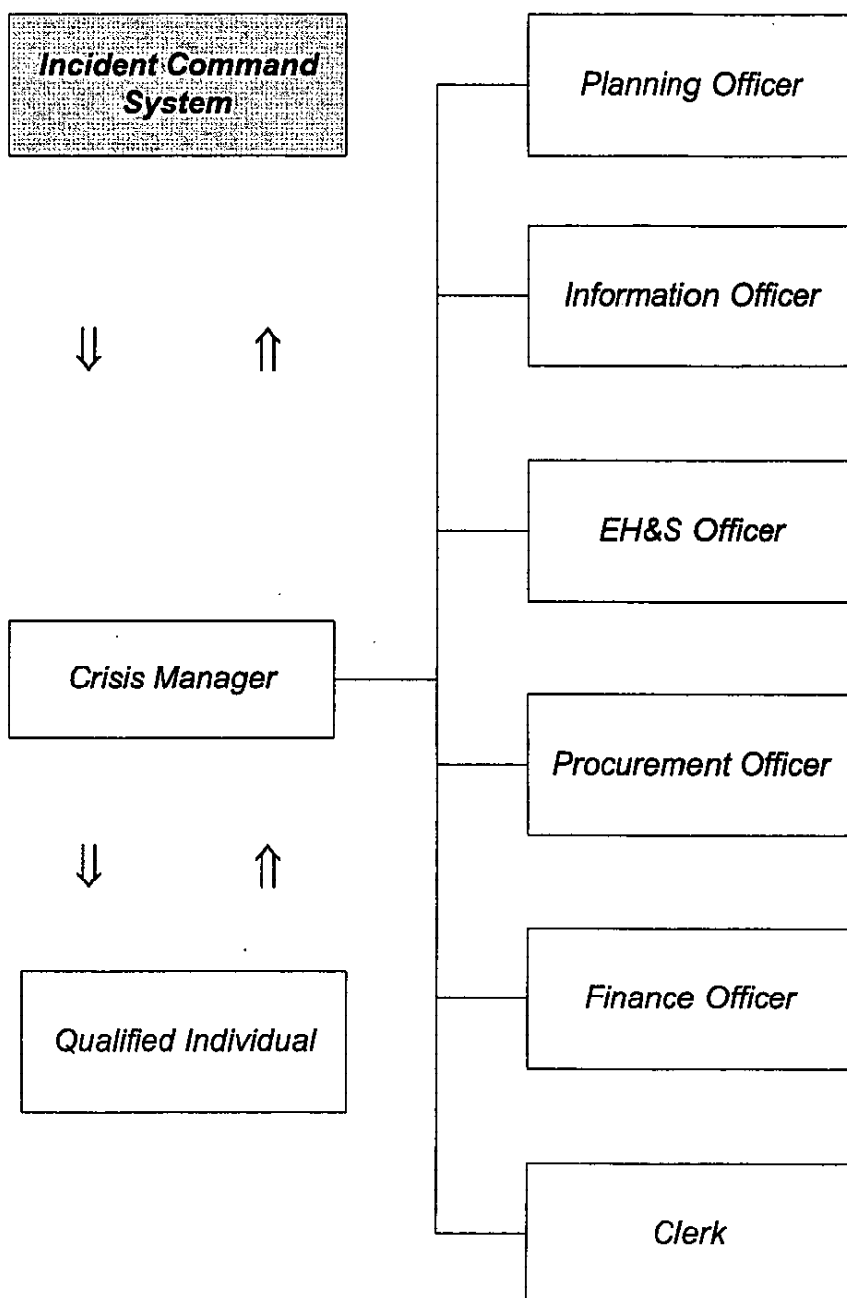 Incident Command
System
Planning Officer
Information Officer
⇓ ⇑
EH&S Officer
Crisis Manager
Procurement Officer
⇓ ⇑
Finance Officer
Qualified Individual
Clerk